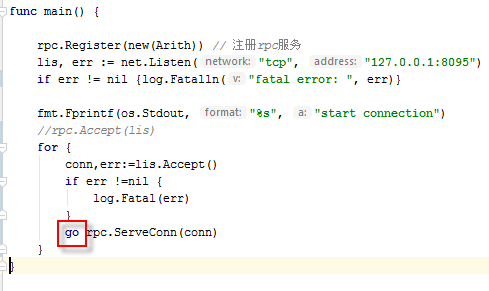 func main() {
rpc.Register(new(Arith)) // 注册rpc服务
lis, err := net.Listen( network: "tcp", address: "127.0.0.1:8095")
if err != nil {log.Fatalln( v: "fatal error: ", err)}
fmt.Fprintf(os.Stdout, format: "%s", a: "start connection")
//rpc.Accept(lis)
for {
conn,err:=lis.Accept()
if err !=nil {
log.Fatal(err)
}
go rpc.ServeConn(conn)
}
}